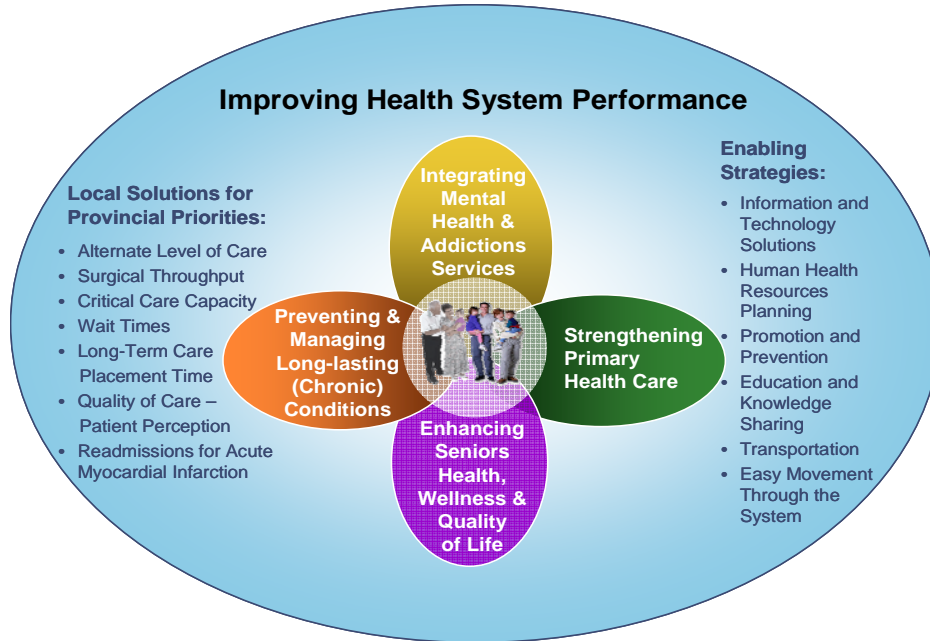 Improving Health System Performance
Local Solutions for
Provincial Priorities:
• Alternate Level of Care
• Surgical Throughput
• Critical Care Capacity
• Wait Times
• Long-Term Care
Placement Time
• Quality of Care –
Patient Perception
• Readmissions for Acute
Myocardial Infarction
Integrating
Mental
Health &
Addictions
Services
Preventing &
Managing
Long-lasting
(Chronic)
Conditions
Strengthening
Primary
Health Care
Enhancing
Seniors
Health,
Wellness &
Quality
of Life
Enabling
Strategies:
• Information and
Technology
Solutions
• Human Health
Resources
Planning
• Promotion and
Prevention
• Education and
Knowledge
Sharing
• Transportation
• Easy Movement
Through the
System